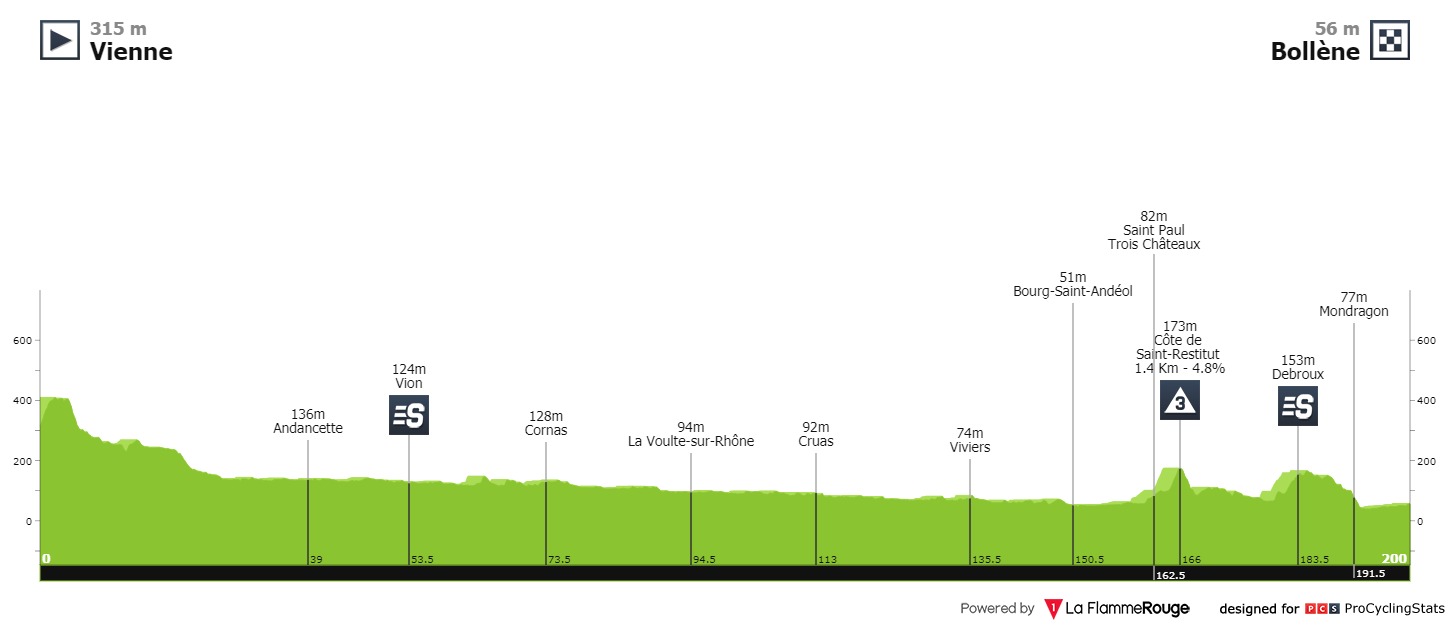 315 m
Vienne
56 m
Bollène
82m
Saint Paul
Trois Châteaux
51m
Bourg-Saint-Andéol
77m
Mondragon
173m
Côte de
Saint-Restitut
1.4 Km - 4.8%
3
153m
Debroux
S
124m
Vion
S
136m
Andancette
128m
Cornas
94m
La Voulte-sur-Rhône
92m
Cruas
74m
Viviers
600
400
200
0
600
400
200
0
0
39
53.5
73.5
94.5
113
135.5
150.5
162.5
166
183.5
191.5
200
Powered by 1 La FlammeRouge designed for PCS ProCyclingStats